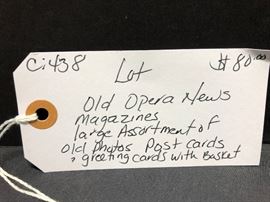 Ci438 Lot $80.00
Old Opera News
Magazines
large Assortment of
old Photos Post cards
> greeting cards with Basket